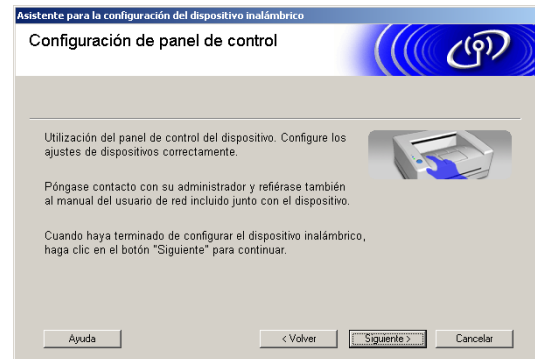 Asistente para la configuración del dispositivo inalámbrico
Configuración de panel de control
Utilización del panel de control del dispositivo. Configure los
ajustes de dispositivos correctamente.
Póngase contacto con su administrador y refiérase también
al manual del usuario de red incluido junto con el dispositivo.
Cuando haya terminado de configurar el dispositivo inalámbrico,
haga clic en el botón "Siguiente" para continuar.
Ayuda
< Volver
Siguiente >
Cancelar